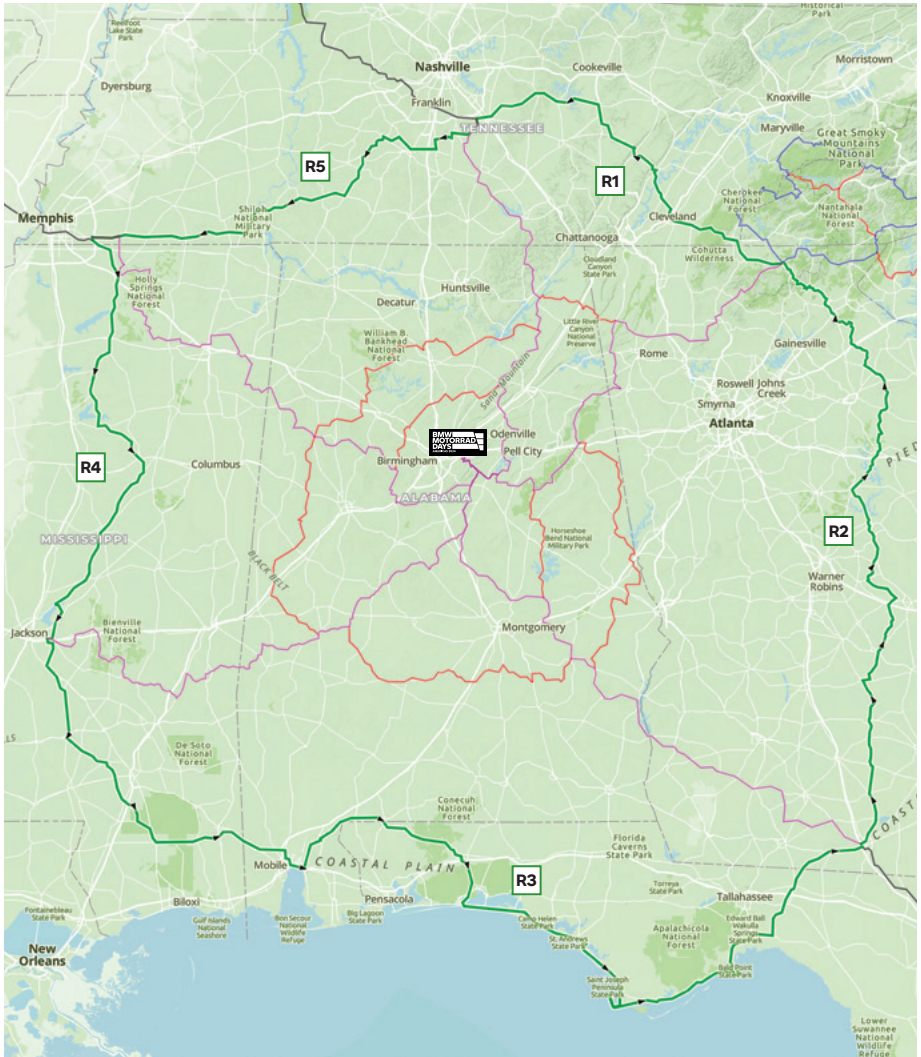 Historical
Park
Reelfoot
Lake State
Park
Nashville
Cookeville
Morristown
Dyersburg
Knoxville
Franklin
TENNESSEE
Maryville
Great Smoky
Mountains
National
Park
R5
R1
Cherokee
National
Forest
Nantahala
National
Forest
Memphis
Shiloh
National
Military
Park
Cleveland
Chattanooga
Cohutta
Wilderness
Cloudland
Canyon
State Park
Holly
Springs
National
Forest
Huntsville
Decatur
William B.
Bankhead
National
Forest
Little River
Canyon
National
Preserve
Rome
Gainesville
Sand Mountain
Roswell
Johns
Creek
Smyrna
Atlanta
BMW
MOTORRAD
DAYS
Odenville
Pell City
Birmingham
R4
Columbus
ALABAMA
PIED
R2
MISSISSIPPI
Horseshoe
Bend National
Military Park
BLACK BELT
Warner
Robins
Jackson
Bienville
National
Forest
Montgomery
LS
De Soto
National
Forest
Conecuh
National
Forest
COASTA
Florida
Caverns
State Park
Mobile
COASTAL PLAIN
R3
Torreya
State Park
Tallahassee
Biloxi
Pensacola
Fontainebleau
State Park
Gulf Islands
National
Seashore
Bon Secour
National
Wildlife
Refuge
Big Lagoon
State Park
Camp Helen
State Park
St. Andrews
State Park
Apalachicola
National
Forest
Edward Ball
Wakulla
Springs
State Park
New
Orleans
Bald Point
State Park
Saint Joseph
Peninsula
State Park
Lower
Suwannee
National
Wildlife
Refuge